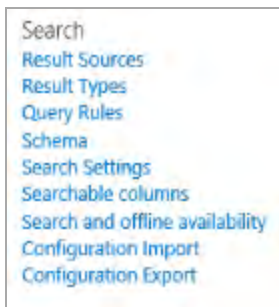 Search
Result Sources
Result Types
Query Rules
Schema
Search Settings
Searchable columns
Search and offline availability
Configuration Import
Configuration Export